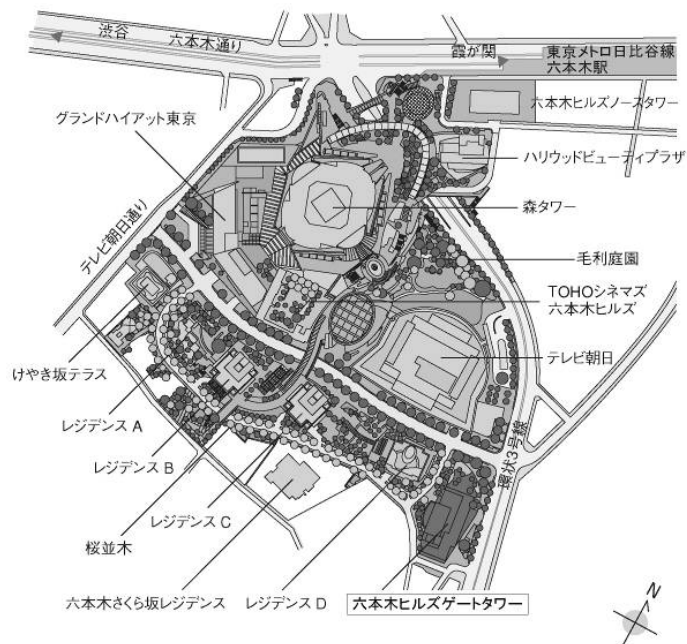 渋谷
六本木通り
霞が関
東京メトロ日比谷線
六本木駅
六本木ヒルズノースタワー
グランドハイアット東京
ハリウッドビューティプラザ
森タワー
テレビ朝日通り
毛利庭園
TOHOシネマズ
六本木ヒルズ
テレビ朝日
けやき坂テラス
レジデンス A
レジデンス B
環状3号線
レジデンス C
桜並木
六本木さくら坂レジデンス
レジデンス D
六本木ヒルズゲートタワー
N